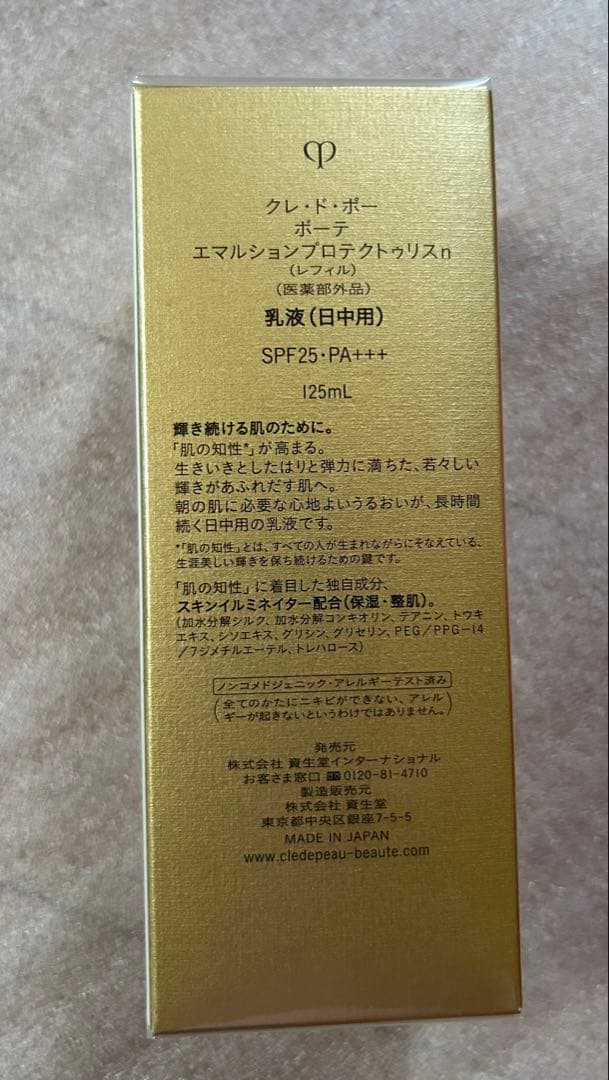 クレ・ド・ポー
ボーテ
エマルションプロテクトゥリスn
(レフィル)
(医薬部外品)
乳液(日中用)
SPF25・PA+++
125mL
輝き続ける肌のために。
「肌の知性*」が高まる。
生きいきとしたはりと弾力に満ちた、若々しい
輝きがあふれだす肌へ。
朝の肌に必要な心地よいうるおいが、長時間
続く日中用の乳液です。
*「肌の知性」とは、すべての人が生まれながらにそなえている、
生涯美しい輝きを保ち続けるための鍵です。
「肌の知性」に着目した独自成分、
スキンイルミネイター配合(保湿・整肌)。
(加水分解シルク、加水分解コンキオリン、テアニン、トウキ
エキス、シソエキス、グリシン、グリセリン、PEG/PPG-14
/7ジメチルエーテル、トレハロース)
ノンコメドジェニック・アレルギーテスト済み
(全てのかたにニキビができない、アレル
ギーが起きないというわけではありません。)
発売元
株式会社 資生堂インターナショナル
お客さま窓口 0120-81-4710
製造販売元
株式会社 資生堂
東京都中央区銀座7-5-5
MADE IN JAPAN
www.cledepeau-beaute.com